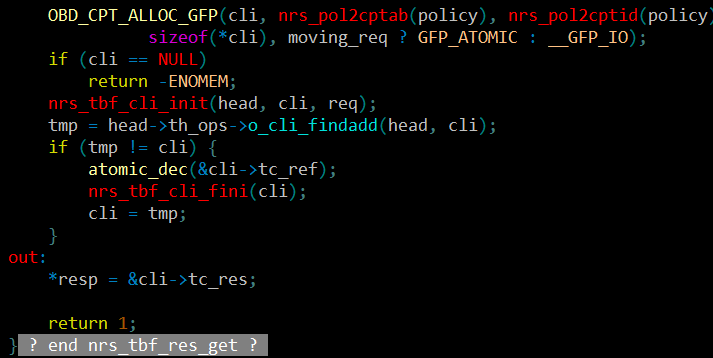 OBD_CPT_ALLOC_GFP(cli, nrs_pol2cptab(policy), nrs_pol2cptid(policy)
sizeof(*cli), moving_req ? GFP_ATOMIC : __GFP_IO);
if (cli == NULL)
return -ENOMEM;
nrs_tbf_cli_init(head, cli, req);
tmp = head->th_ops->o_cli_findadd(head, cli);
if (tmp != cli) {
atomic_dec(&cli->tc_ref);
nrs_tbf_cli_fini(cli);
cli = tmp;
}
out:
*resp = &cli->tc_res;
return 1;
} ? end nrs_tbf_res_get ?